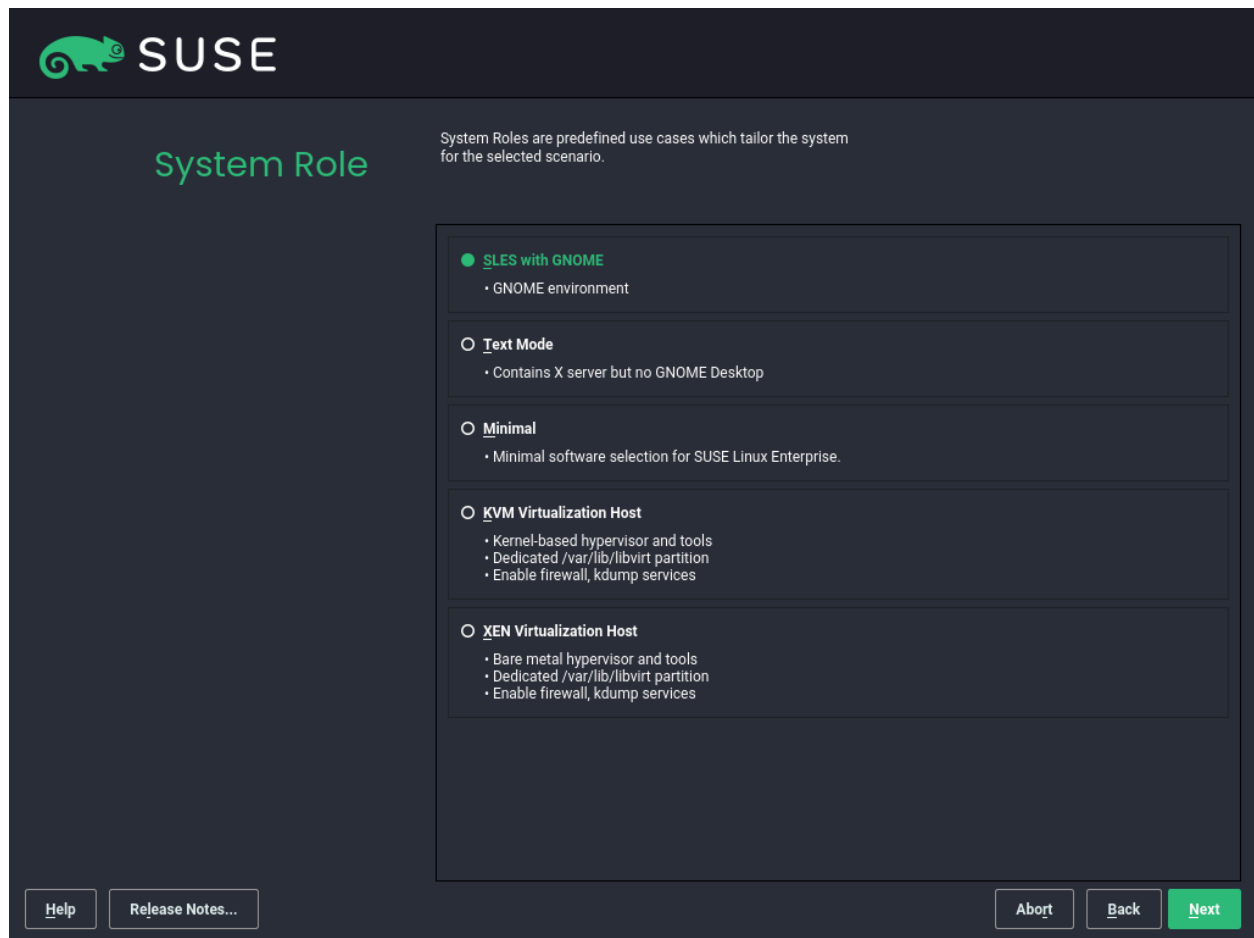 SUSE
System Role
System Roles are predefined use cases which tailor the system
for the selected scenario.
SLES with GNOME
• GNOME environment
Text Mode
• Contains X server but no GNOME Desktop
Minimal
• Minimal software selection for SUSE Linux Enterprise.
KVM Virtualization Host
• Kernel-based hypervisor and tools
• Dedicated /var/lib/libvirt partition
• Enable firewall, kdump services
XEN Virtualization Host
• Bare metal hypervisor and tools
• Dedicated /var/lib/libvirt partition
• Enable firewall, kdump services
Help Release Notes... Abort Back Next